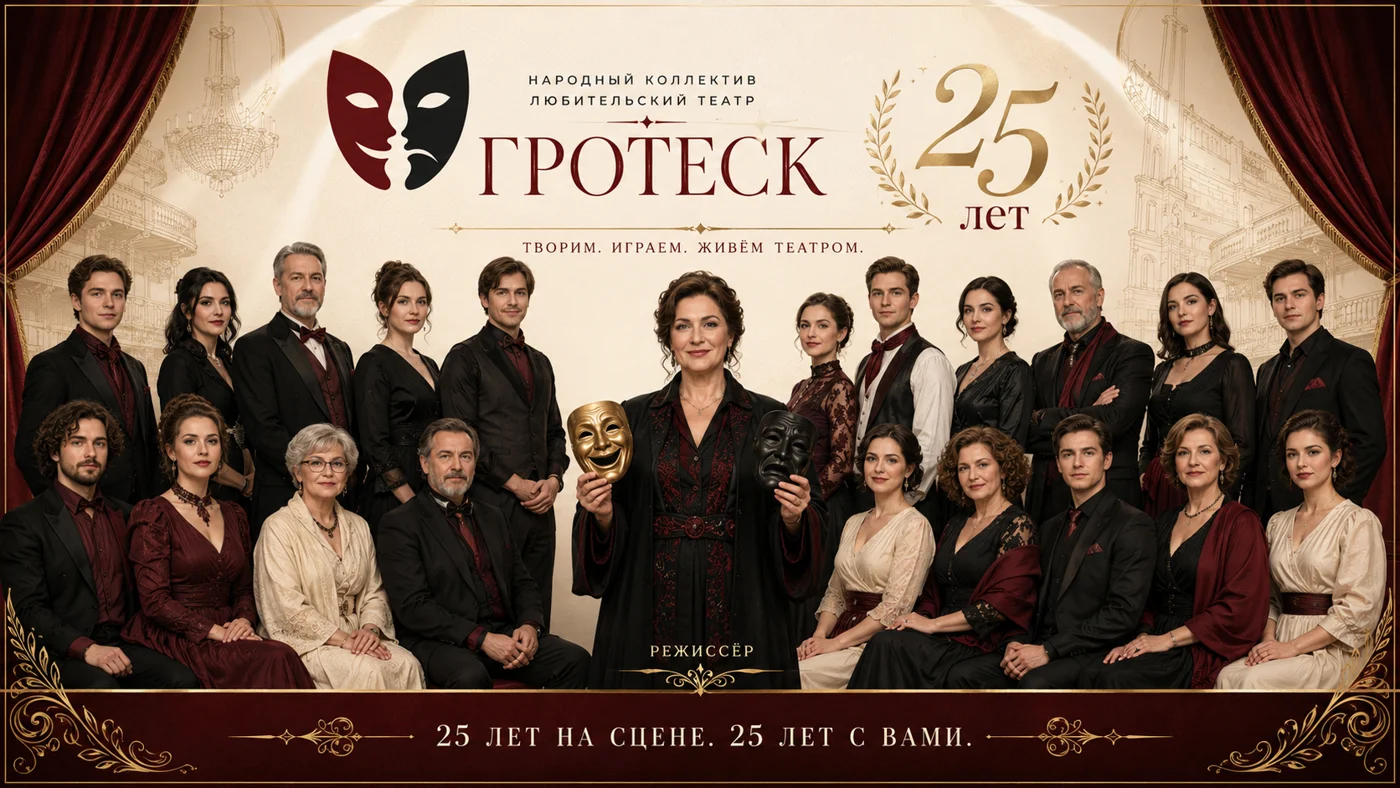 НАРОДНЫЙ КОЛЛЕКТИВ
ЛЮБИТЕЛЬСКИЙ ТЕАТР
ГРОТЕСК
25
лет
ТВОРИМ. ИГРАЕМ. ЖИВЁМ ТЕАТРОМ.
РЕЖИССЁР
25 ЛЕТ НА СЦЕНЕ. 25 ЛЕТ С ВАМИ.